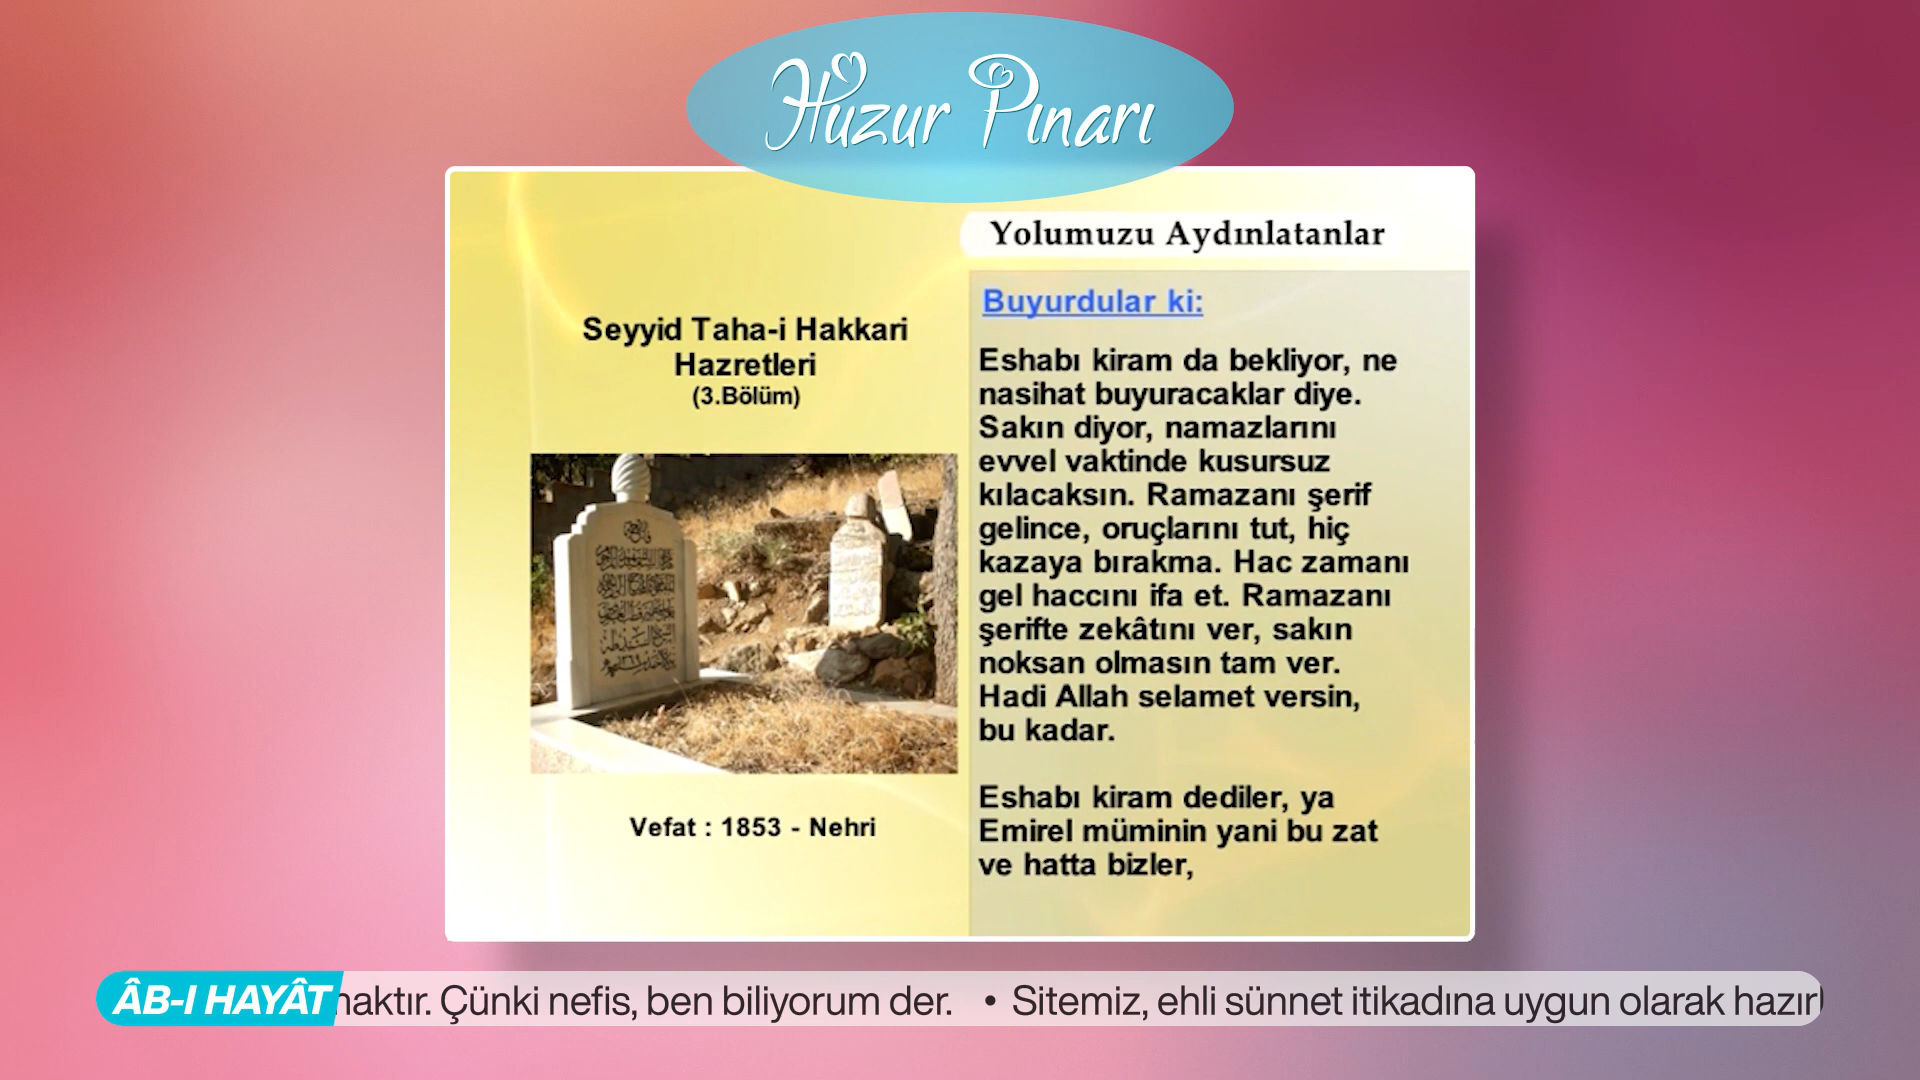 Huzur Pınarı
Yolumuzu Aydınlatanlar
Seyyid Taha-i Hakkari
Hazretleri
(3.Bölüm)
Vefat : 1853 - Nehri
Buyurdular ki:
Eshabı kiram da bekliyor, ne
nasihat buyuracaklar diye.
Sakın diyor, namazlarını
evvel vaktinde kusursuz
kılacaksın. Ramazanı şerif
gelince, oruçlarını tut, hiç
kazaya bırakma. Hac zamanı
gel haccını ifa et. Ramazanı
şerifte zekâtını ver, sakın
noksan olmasın tam ver.
Hadi Allah selamet versin,
bu kadar.
Eshabı kiram dediler, ya
Emirel müminin yani bu zat
ve hatta bizler,
ÂB-I HAYÂT
Çünki nefis, ben biliyorum der. • Sitemiz, ehli sünnet itikadına uygun olarak